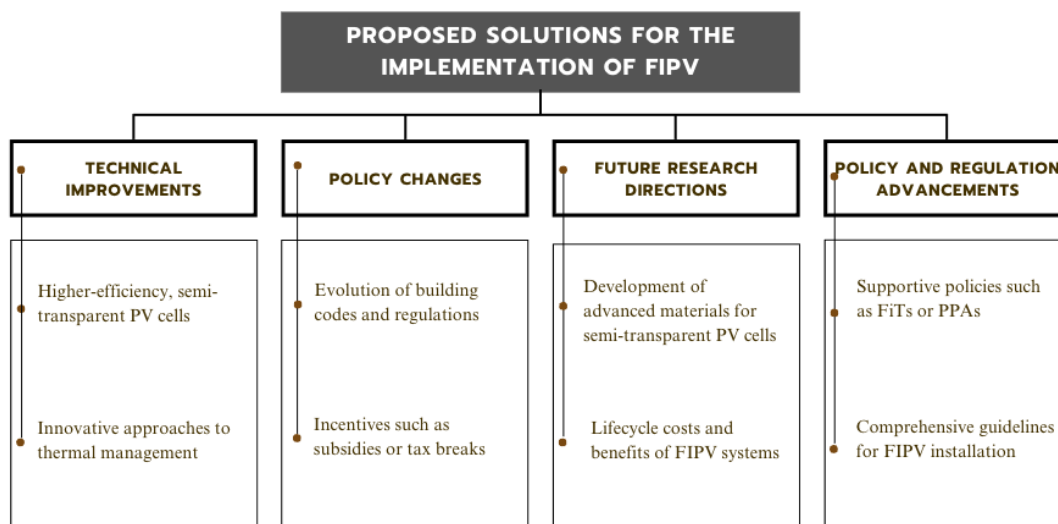 PROPOSED SOLUTIONS FOR THE
IMPLEMENTATION OF FIPV
TECHNICAL
IMPROVEMENTS
Higher-efficiency, semi-
transparent PV cells
Innovative approaches to
thermal management
POLICY CHANGES
Evolution of building
codes and regulations
Incentives such as
subsidies or tax breaks
FUTURE RESEARCH
DIRECTIONS
Development of
advanced materials for
semi-transparent PV cells
Lifecycle costs and
benefits of FIPV systems
POLICY AND REGULATION
ADVANCEMENTS
Supportive policies such
as FiTs or PPAs
Comprehensive guidelines
for FIPV installation